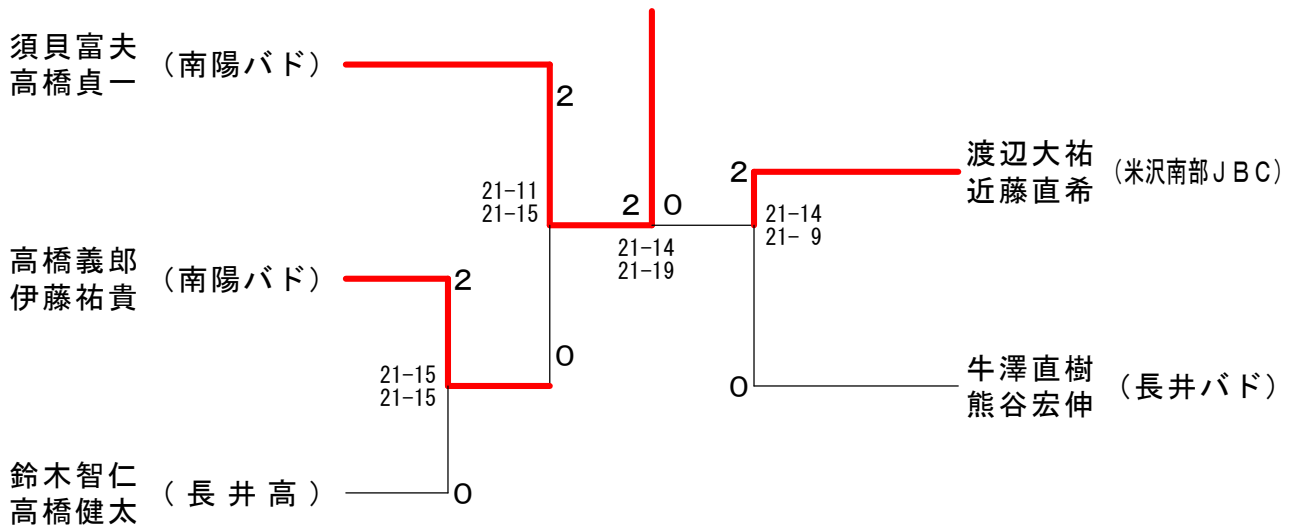 須貝富夫
高橋貞一
(南陽バド)
2
21-11
21-15
高橋義郎
伊藤祐貴
(南陽バド)
2
21-15
21-15
0
鈴木智仁
高橋健太
(長井高)
0
2
0
21-14
21-19
2
21-14
21- 9
渡辺大祐
近藤直希
(米沢南部JBC)
0
牛澤直樹
熊谷宏伸
(長井バド)